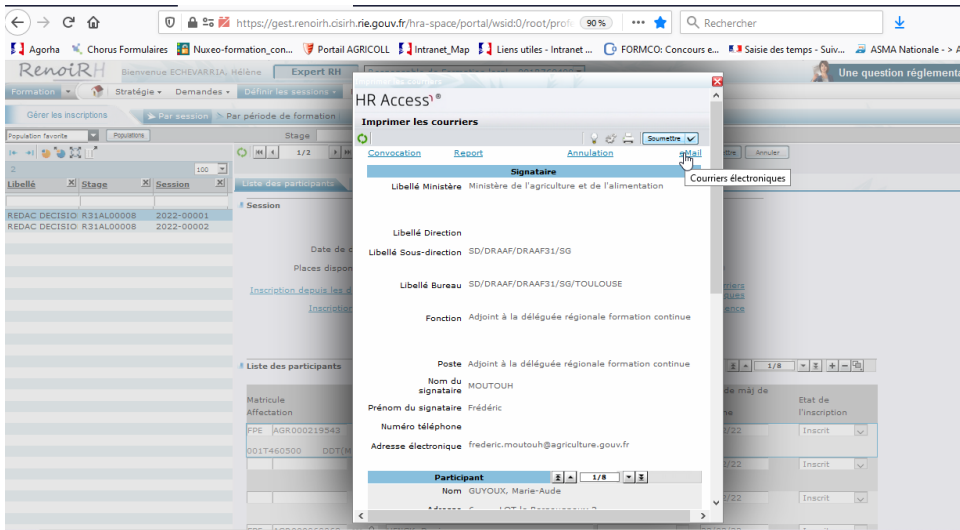 https://gest.renoirh.cisirh.rie.gouv.fr/hra-space/portal/wsid:0/root/profi 90% Rechercher
Agorha Chorus Formulaires Nuxeo-formation_con... Portail AGRICOLL Intranet_Map Liens utiles - Intranet ... FORMCO: Concours e... Saisie des temps - Suiv... ASMA Nationale - > A
RenoiRH Bienvenue ECHEVARRIA, Hélène Expert RH Une question réglementa
Formation Stratégie Demandes Définir les sessions
Gérer les inscriptions Par session > Par période de formation
Population favorite Populations Stage
1/2
2 100
Libellé Stage Session Liste des participants
Session
REDAC DECISIO R31AL00008 2022-00001
REDAC DECISIO R31AL00008 2022-00002
Date de
Places dispon
Inscription depuis les d
Inscription
Liste des participants 1/8
Matricule
Affectation
de màj de
Etat de
l'inscription
FPE AGR000219543 /22 Inscrit
0017460500 DDT(M
/22 Inscrit
/22 Inscrit
HR Access
Imprimer les courriers
Soumettre
Convocation Report Annulation eMail
Annuler
Courriers électroniques
Signataire
Libellé Ministère Ministère de l'agriculture et de l'alimentation
Libellé Direction
Libellé Sous-direction SD/DRAAF/DRAAF31/SG
Libellé Bureau SD/DRAAF/DRAAF31/SG/TOULOUSE
Fonction Adjoint à la déléguée régionale formation continue
Poste Adjoint à la déléguée régionale formation continue
Nom du
signataire MOUTOUH
Prénom du signataire Frédéric
Numéro téléphone
Adresse électronique frederic.moutouh@agriculture.gouv.fr
Participant 1/8
Nom GUYOUX, Marie-Aude